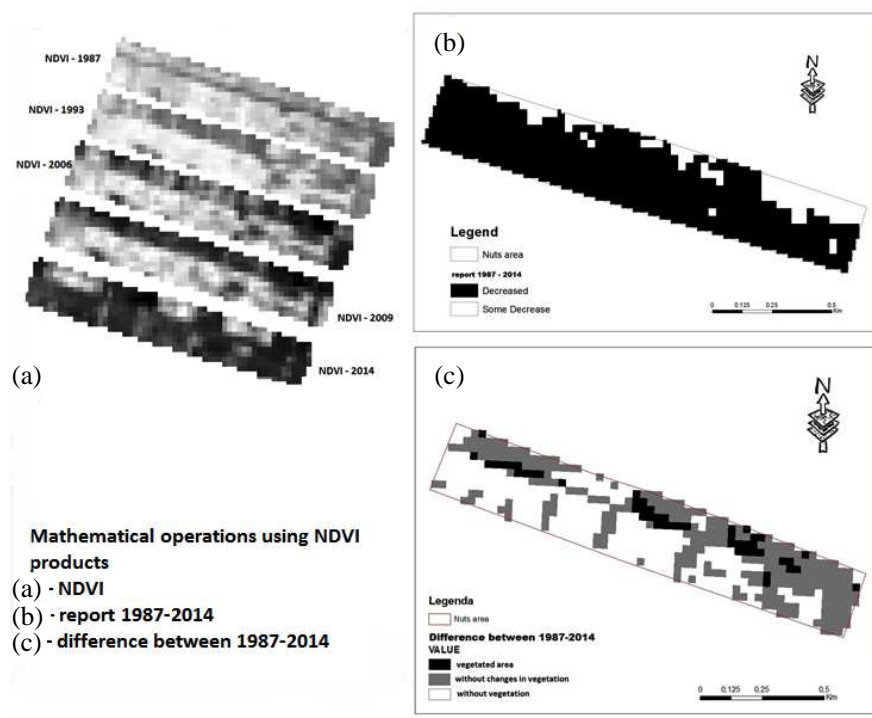 NDVI - 1987
NDVI - 1993
NDVI - 2006
NDVI - 2009
NDVI - 2014
(a)
Mathematical operations using NDVI
products
(a) - NDVI
(b) - report 1987-2014
(c) - difference between 1987-2014
(b)
N
Legend
Nuts area
report 1987 - 2014
Decreased
Some Decrease
0 0,125 0,25 0,5
Km
(c)
N
Legenda
Nuts area
Difference between 1987-2014
VALUE
vegetated area
without changes in vegetation
without vegetation
0 0,125 0,25 0,5
Km